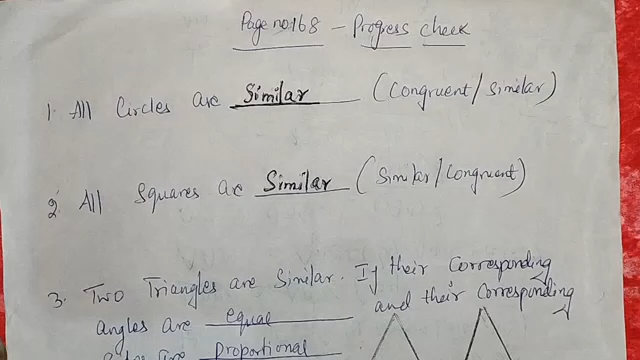 Page no 168 - Progress check
1. All Circles are Similar (Congruent/Similar)
2. All Squares are Similar (Similar/Congruent)
3. Two Triangles are Similar. If their Corresponding
angles are equal and their Corresponding
are Proportional